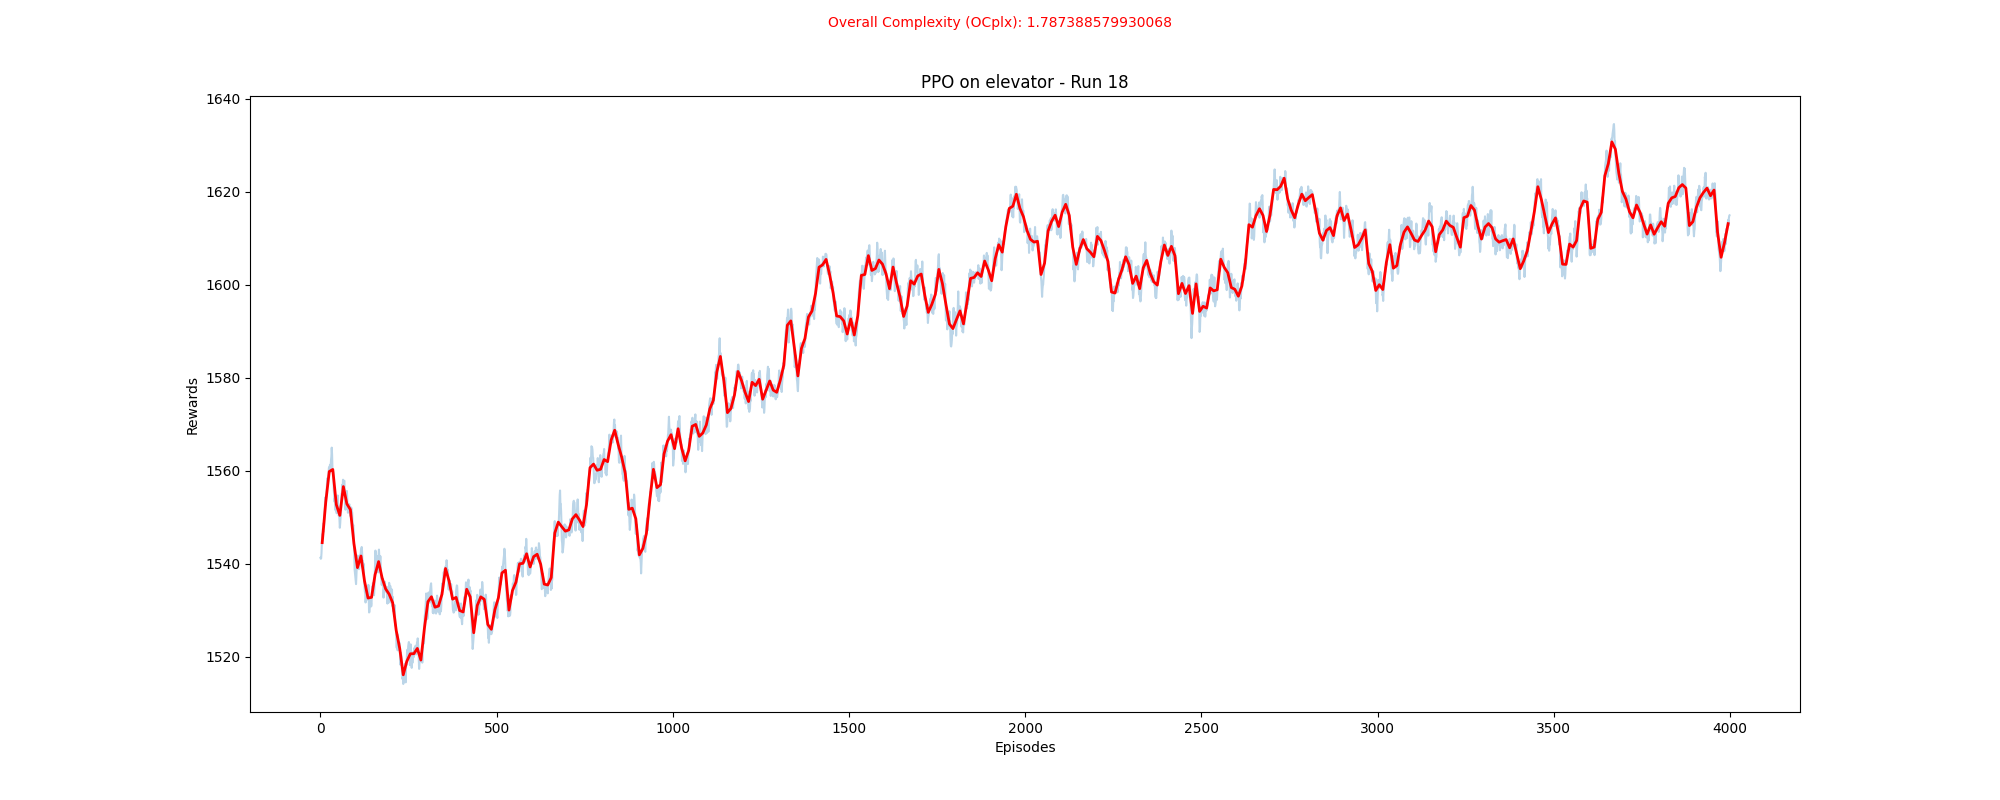 Overall Complexity (OCplx): 1.787388579930068
PPO on elevator - Run 18
1640
1620
1600
1580
1560
1540
1520
Rewards
0 500 1000 1500 2000 2500 3000 3500 4000
Episodes